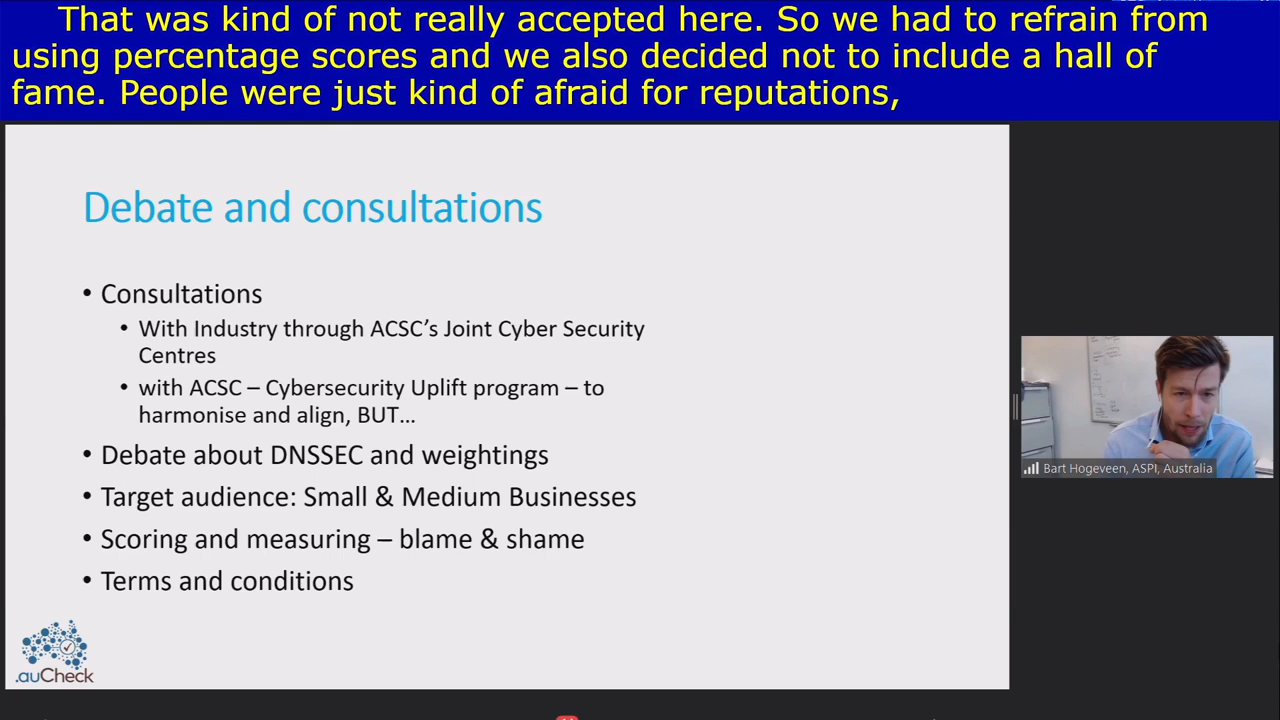 That was kind of not really accepted here. So we had to refrain from
using percentage scores and we also decided not to include a hall of
fame. People were just kind of afraid for reputations,
Debate and consultations
• Consultations
• With Industry through ACSC’s Joint Cyber Security
Centres
• with ACSC – Cybersecurity Uplift program – to
harmonise and align, BUT…
• Debate about DNSSEC and weightings
• Target audience: Small & Medium Businesses
• Scoring and measuring – blame & shame
• Terms and conditions
.auCheck
Bart Hogeveen, ASPI, Australia